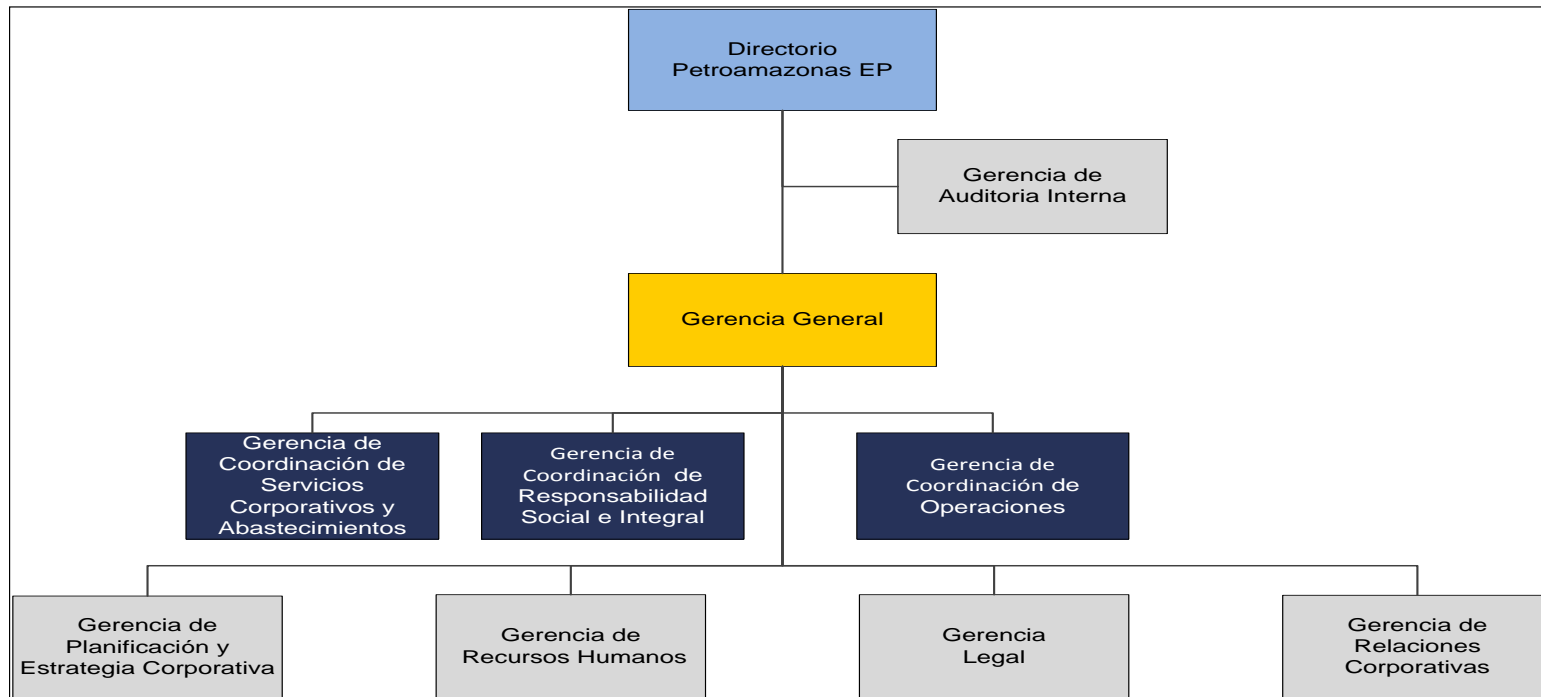 Directorio
Petroamazonas EP
Gerencia de
Auditoria Interna
Gerencia General
Gerencia de
Coordinación de
Servicios
Corporativos y
Abastecimientos
Gerencia de
Coordinación de
Responsabilidad
Social e Integral
Gerencia de
Coordinación de
Operaciones
Gerencia de
Planificación y
Estrategia Corporativa
Gerencia de
Recursos Humanos
Gerencia
Legal
Gerencia de
Relaciones
Corporativas